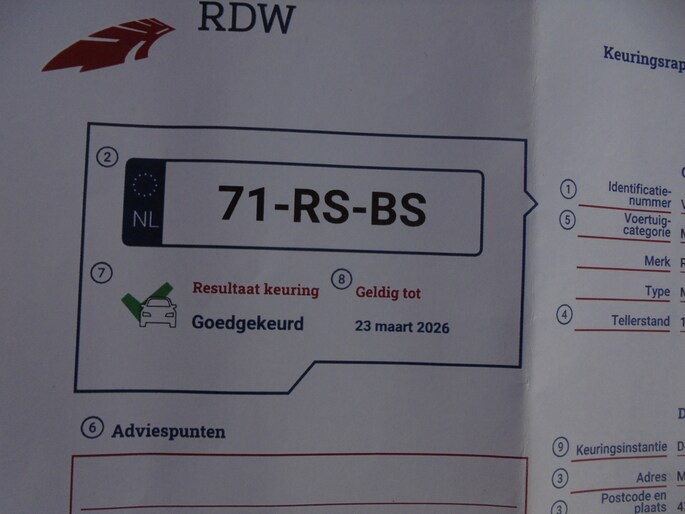 RDW
Keuringsrap
2
NL
71-RS-BS
7
Resultaat keuring
Goedgekeurd
8
Geldig tot
23 maart 2026
6 Adviespunten
1 Identificatie-
nummer
5 Voertuig-
categorie
Merk
Type
4 Tellerstand
9 Keuringsinstantie
3 Adres
3 Postcode en
plaats